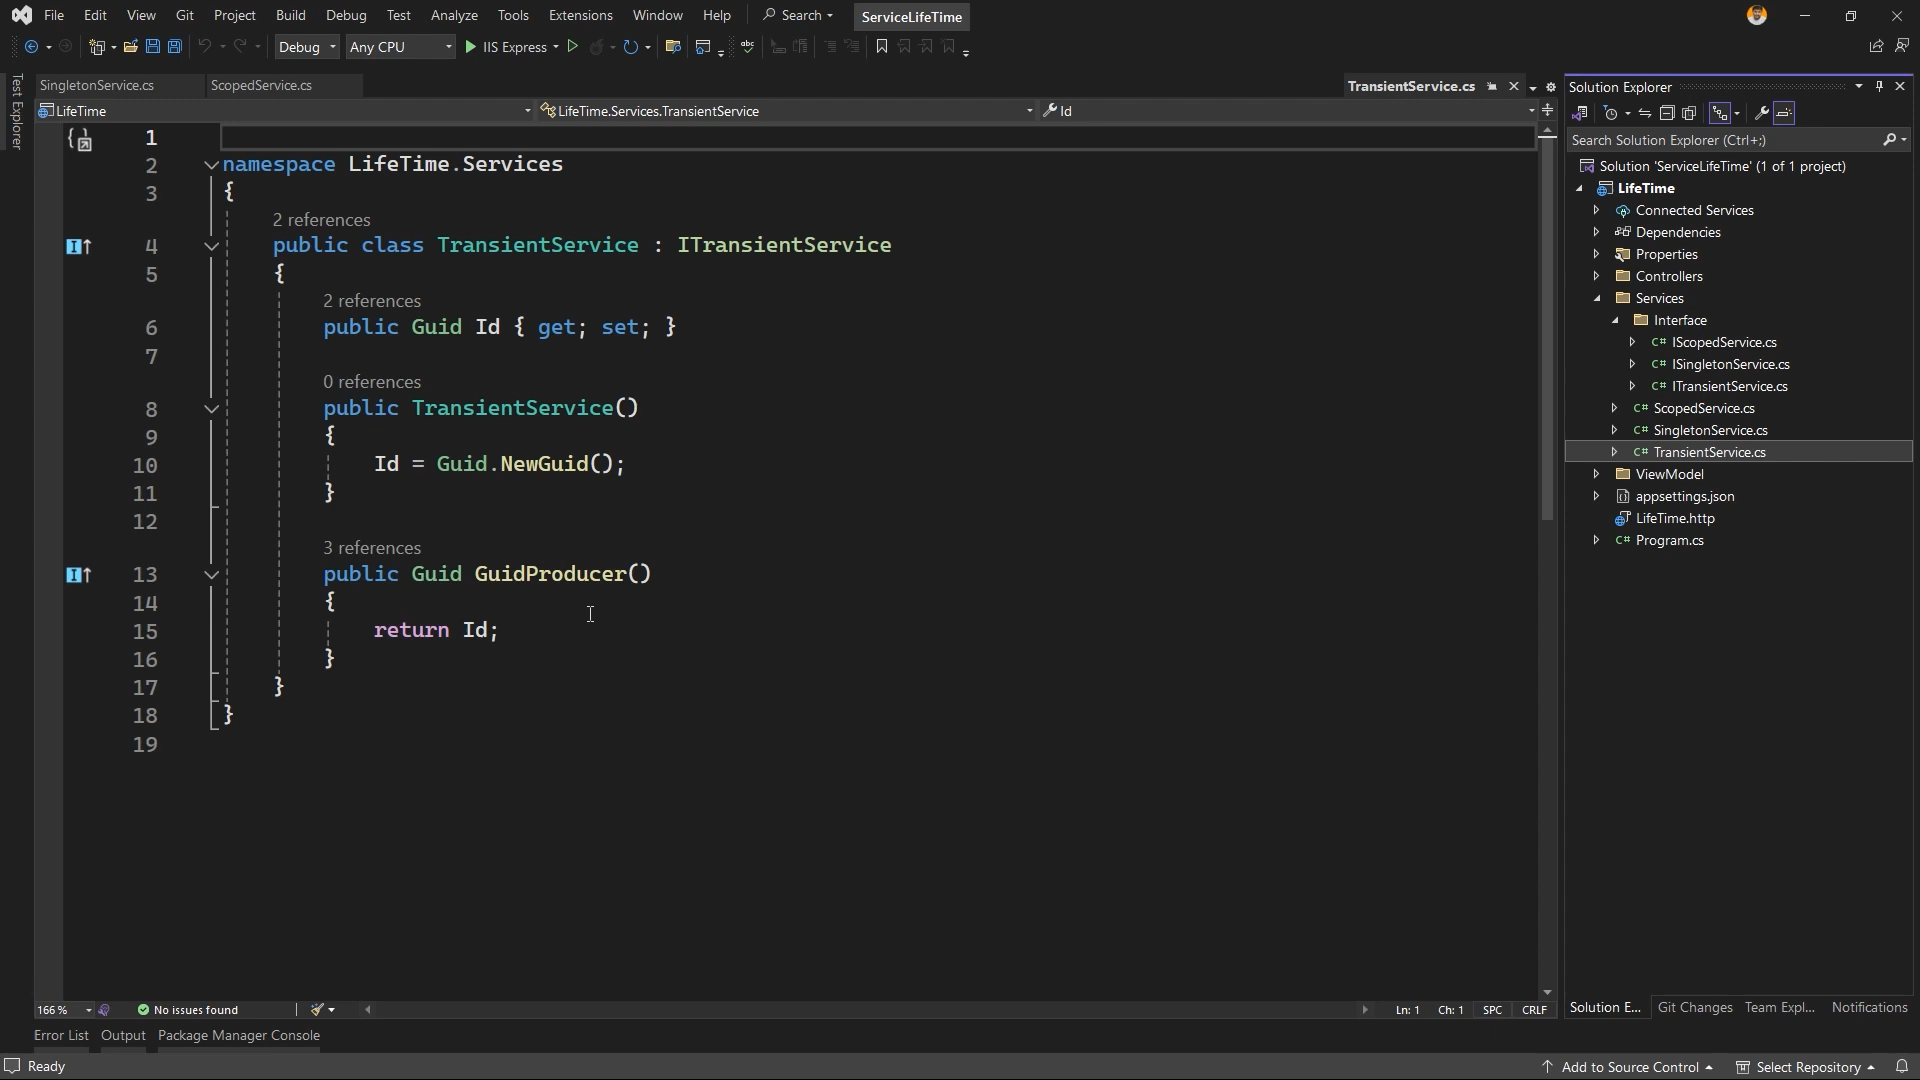 File Edit View Git Project Build Debug Test Analyze Tools Extensions Window Help Search ServiceLifeTime
Debug Any CPU IIS Express
Test Explorer
SingletonService.cs ScopedService.cs TransientService.cs
LifeTime LifeTime.Services.TransientService Id
1
2 namespace LifeTime.Services
3 {
2 references
4 public class TransientService : ITransientService
5 {
2 references
6 public Guid Id { get; set; }
7
0 references
8 public TransientService()
9 {
10 Id = Guid.NewGuid();
11 }
12
3 references
13 public Guid GuidProducer()
14 {
15 return Id;
16 }
17 }
18 }
19
166 % No issues found Ln: 1 Ch: 1 SPC CRLF
Error List Output Package Manager Console
Solution Explorer
Search Solution Explorer (Ctrl+;)
Solution 'ServiceLifeTime' (1 of 1 project)
LifeTime
Connected Services
Dependencies
Properties
Controllers
Services
Interface
C# IScopedService.cs
C# ISingletonService.cs
C# ITransientService.cs
C# ScopedService.cs
C# SingletonService.cs
C# TransientService.cs
ViewModel
appsettings.json
LifeTime.http
C# Program.cs
Solution E... Git Changes Team Expl... Notifications
Ready Add to Source Control Select Repository